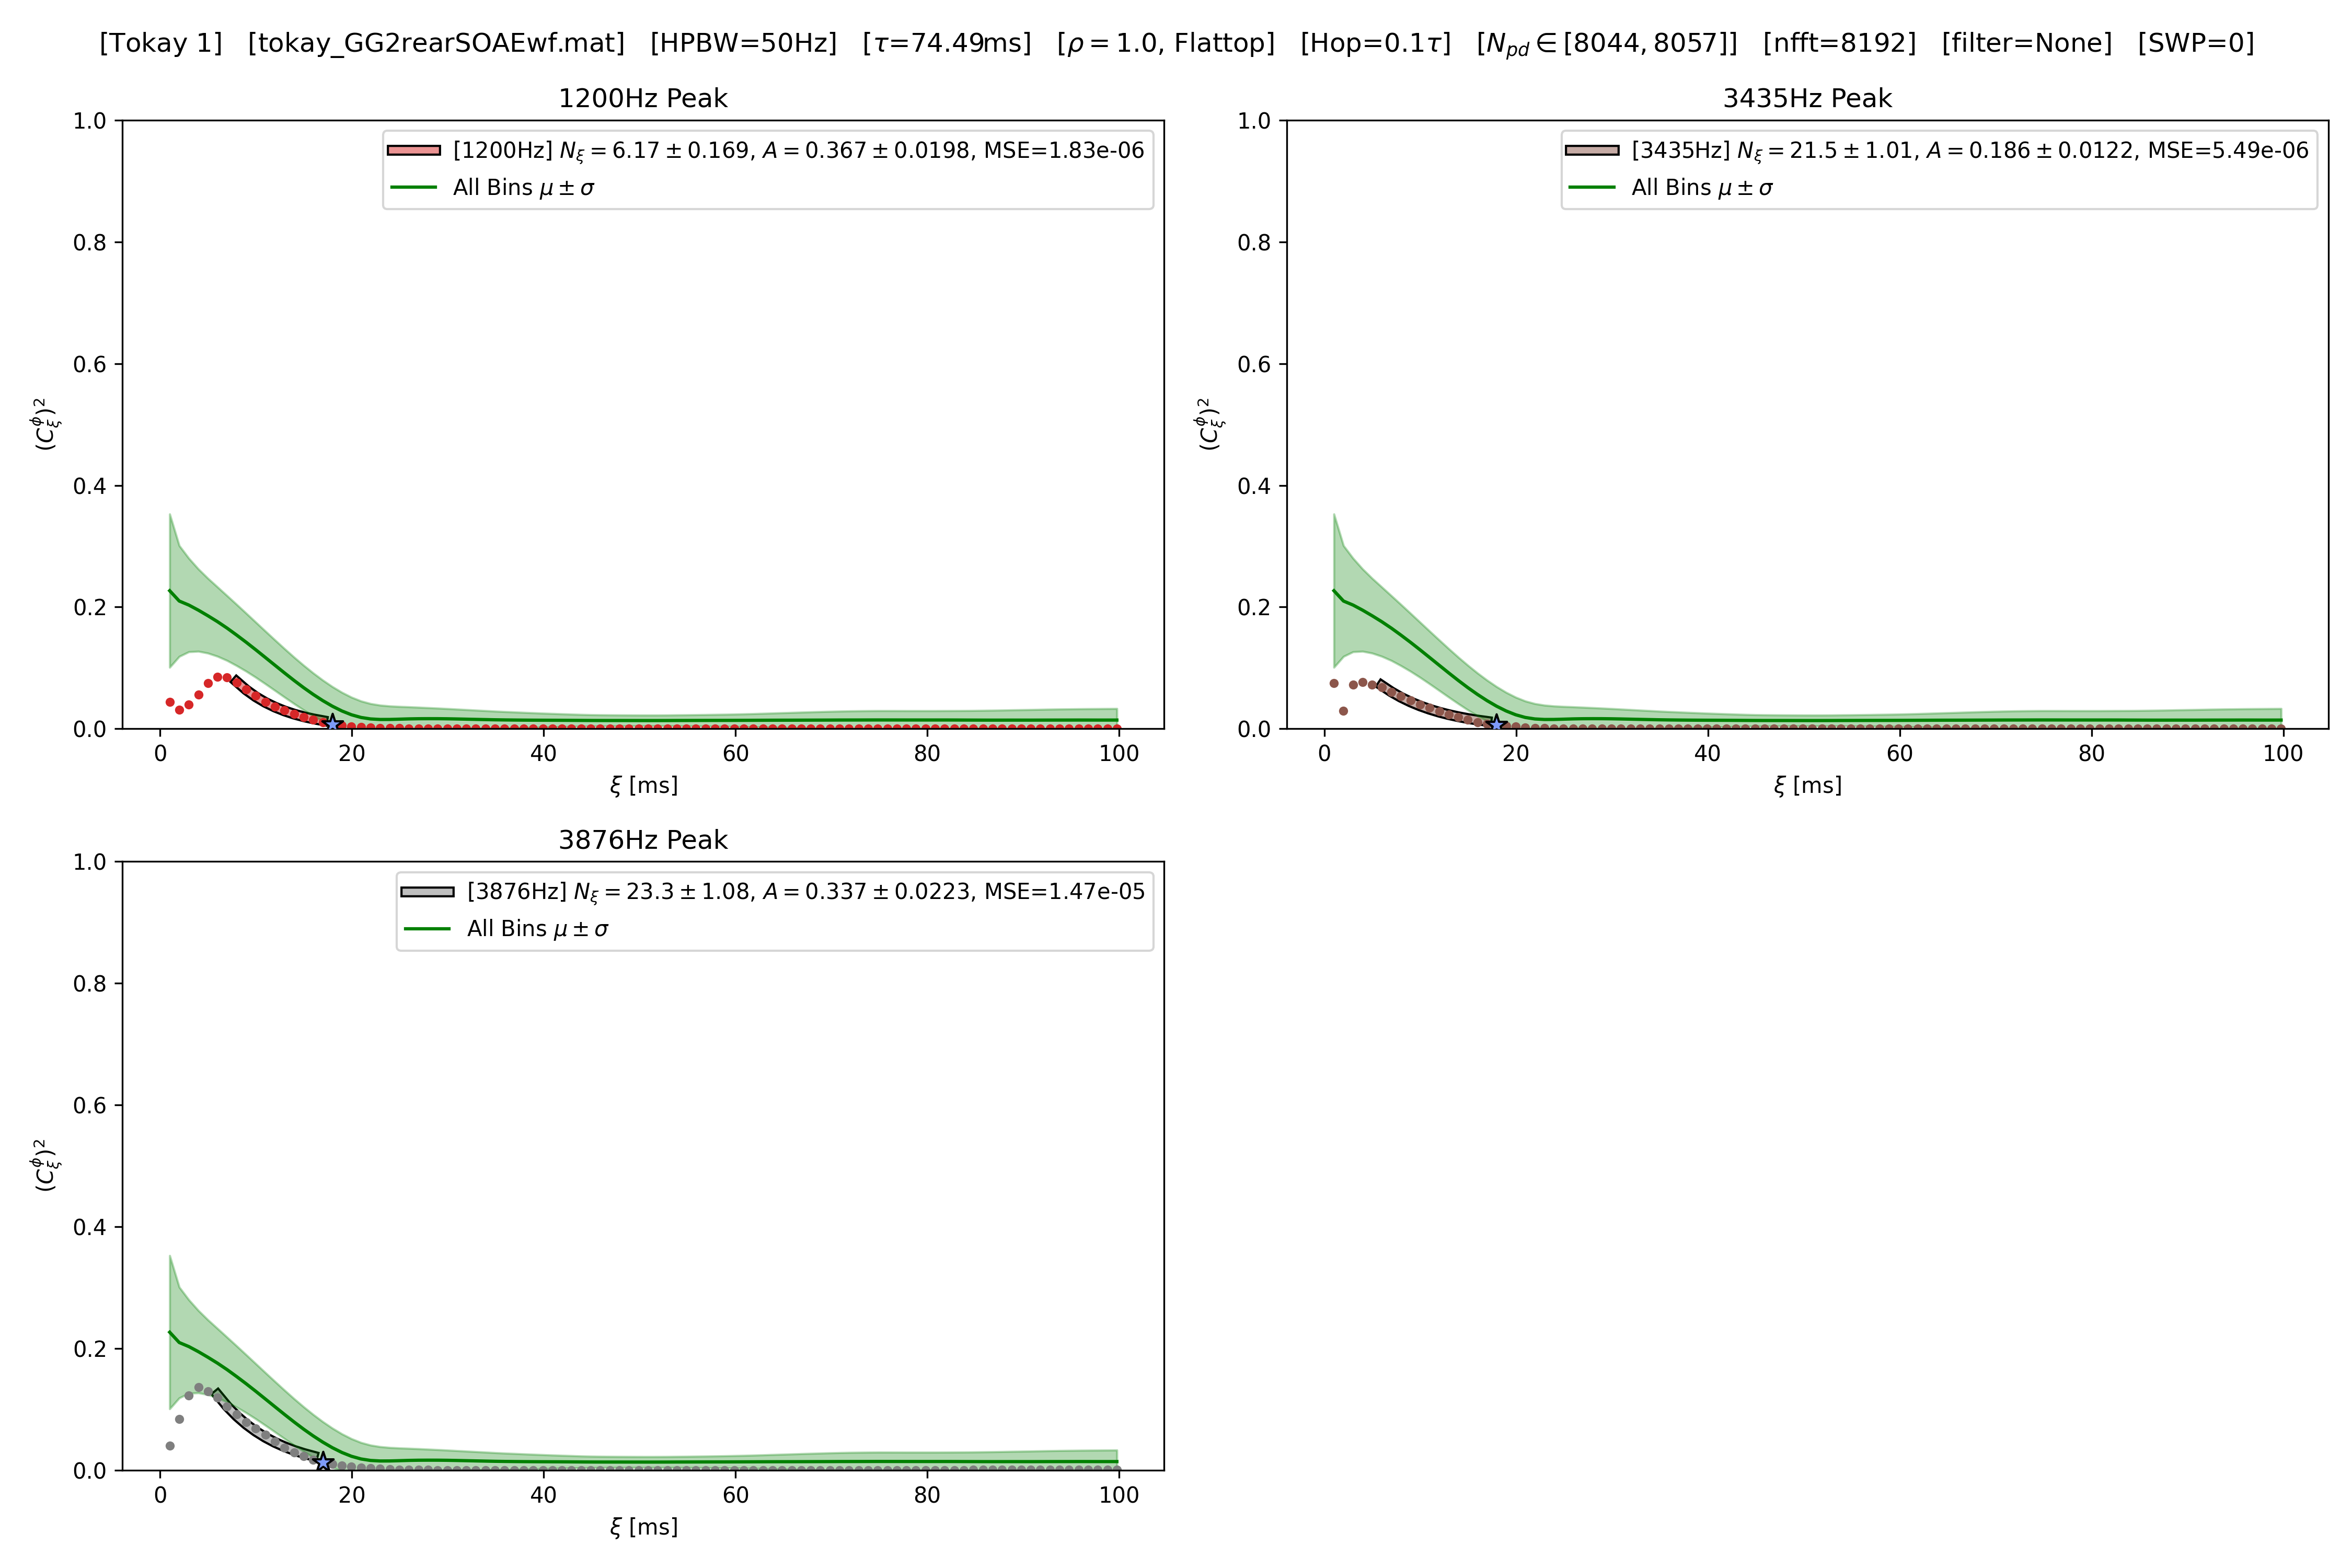 [Tokay 1] [tokay_GG2rearSOAEwf.mat] [HPBW=50Hz] [τ=74.49ms] [ρ = 1.0, Flattop] [Hop=0.1τ] [N_{pd} ∈ [8044, 8057]] [nfft=8192] [filter=None] [SWP=0]
1200Hz Peak
1.0
0.8
0.6
0.4
0.2
0.0
(C_ξ^ϕ)²
0 20 40 60 80 100
ξ [ms]
[1200Hz] N_ξ = 6.17 ± 0.169, A = 0.367 ± 0.0198, MSE=1.83e-06
All Bins μ ± σ
3435Hz Peak
1.0
0.8
0.6
0.4
0.2
0.0
(C_ξ^ϕ)²
0 20 40 60 80 100
ξ [ms]
[3435Hz] N_ξ = 21.5 ± 1.01, A = 0.186 ± 0.0122, MSE=5.49e-06
All Bins μ ± σ
3876Hz Peak
1.0
0.8
0.6
0.4
0.2
0.0
(C_ξ^ϕ)²
0 20 40 60 80 100
ξ [ms]
[3876Hz] N_ξ = 23.3 ± 1.08, A = 0.337 ± 0.0223, MSE=1.47e-05
All Bins μ ± σ